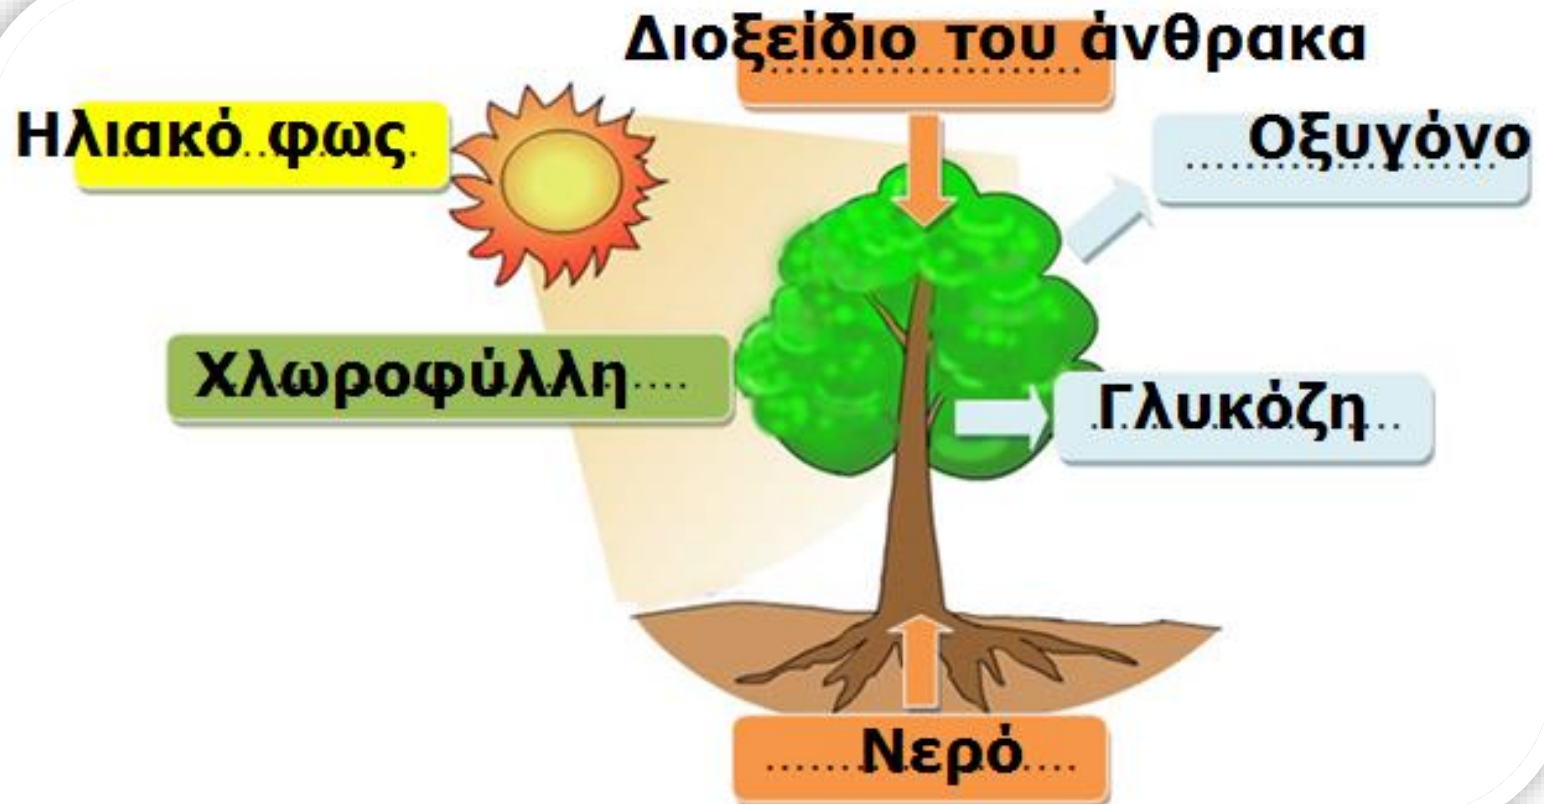 Διοξείδιο του άνθρακα
Ηλιακό φως
Οξυγόνο
Χλωροφύλλη
Γλυκόζη
Νερό